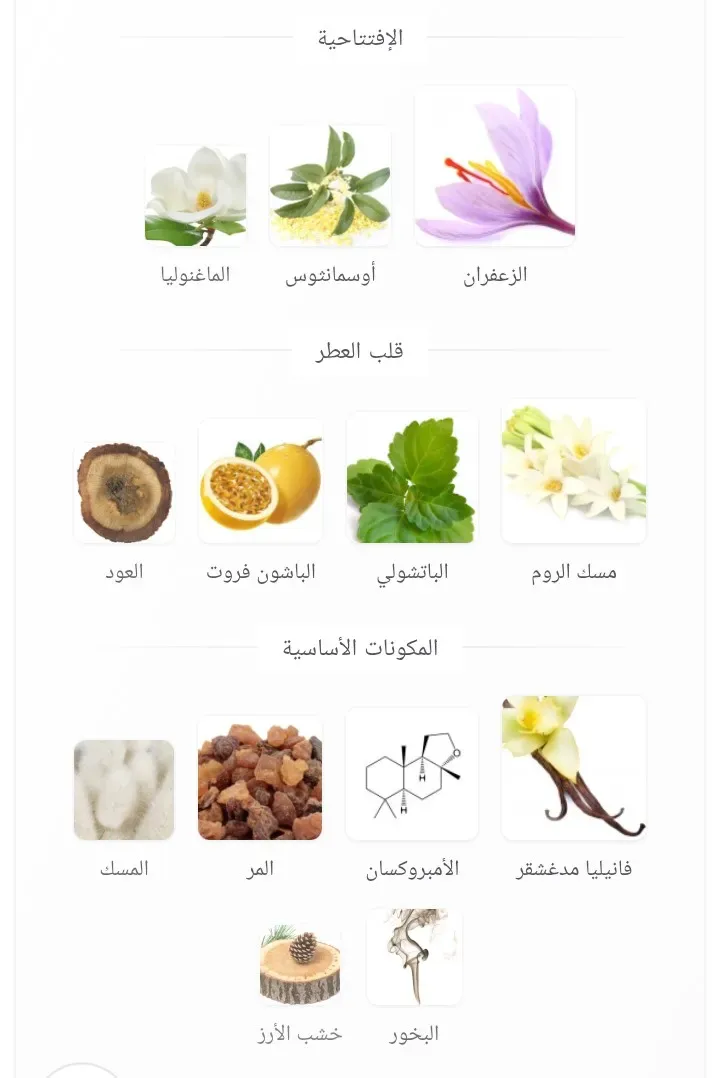 الإفتتاحية
الزعفران
أوسمانثوس
الماغنوليا
قلب العطر
مسك الروم
الباتشولي
الباشون فروت
العود
المكونات الأساسية
فانيليا مدغشقر
الأمبروكسان
المر
المسك
البخور
خشب الأرز